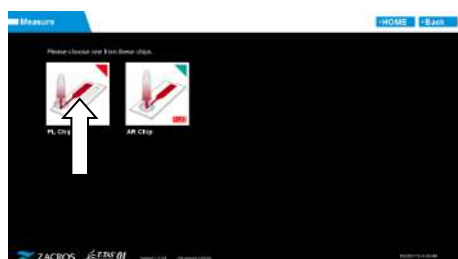 Measure
HOME Back
Please choose one from these chips.
PL Chip
AR Chip
ZACROS T-TAS 01